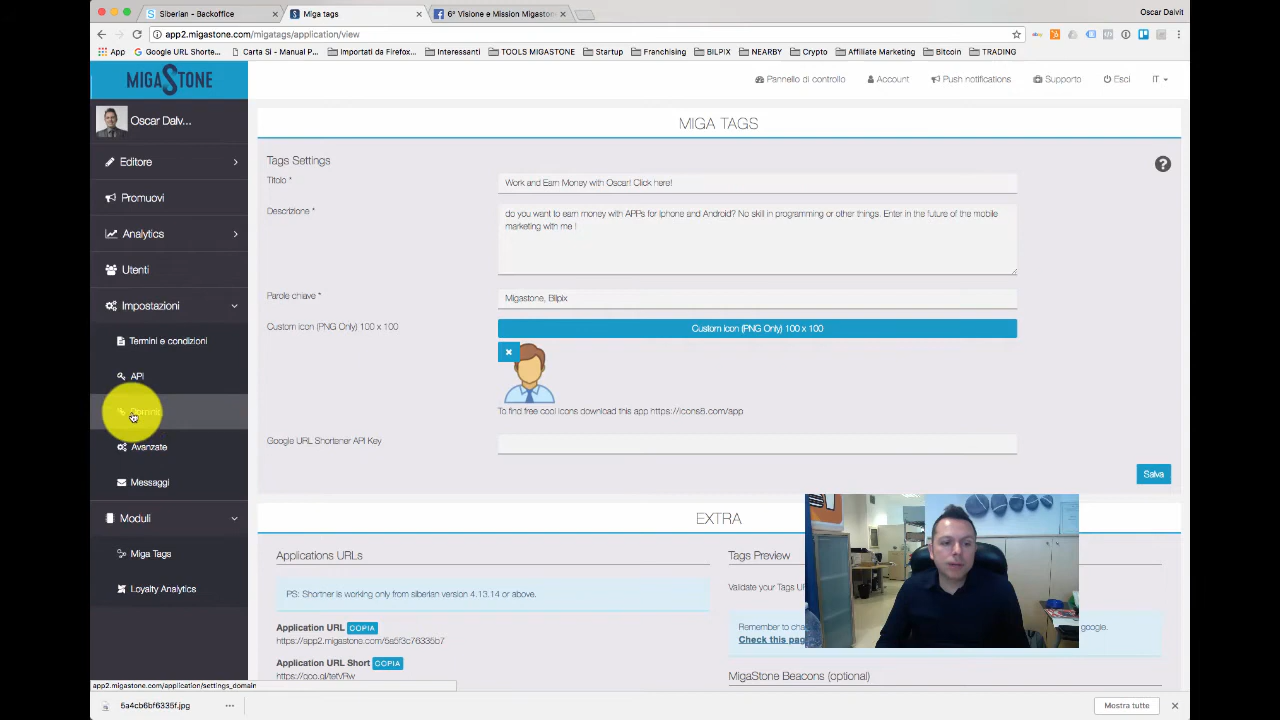 Siberian - Backoffice
Miga tags
6° Visione e Mission Migaston
Oscar Dalvit
app2.migastone.com/migatags/application/view
App
Google URL Shorte...
Carta Si - Manual P...
Importati da Firefox...
Interessanti
TOOLS MIGASTONE
Startup
Franchising
BILPIX
NEARBY
Crypto
Affiliate Marketing
Bitcoin
TRADING
MIGASTONE
Pannello di controllo
Account
Push notifications
Supporto
Esci
IT
Oscar Dalv...
Editore
Promuovi
Analytics
Utenti
Impostazioni
Termini e condizioni
API
Avanzate
Messaggi
Moduli
Miga Tags
Loyalty Analytics
MIGA TAGS
Tags Settings
Titolo *
Work and Earn Money with Oscar! Click here!
Descrizione *
do you want to earn money with APPs for Iphone and Android? No skill in programming or other things. Enter in the future of the mobile
marketing with me !
Parole chiave *
Migastone, Bilpix
Custom icon (PNG Only) 100 x 100
Custom icon (PNG Only) 100 x 100
To find free cool icons download this app https://icons8.com/app
Google URL Shortener API Key
Salva
EXTRA
Applications URLs
PS: Shortner is working only from siberian version 4.13.14 or above.
Application URL COPIA
https://app2.migastone.com/5a5f3c76335b7
Application URL Short COPIA
Tags Preview
Validate your Tags
Remember to
google.
Check this
MigaStone Beacons (optional)
app2.migastone.com/application/settings_domain
5a4cb6bf6335f.jpg
Mostra tutte